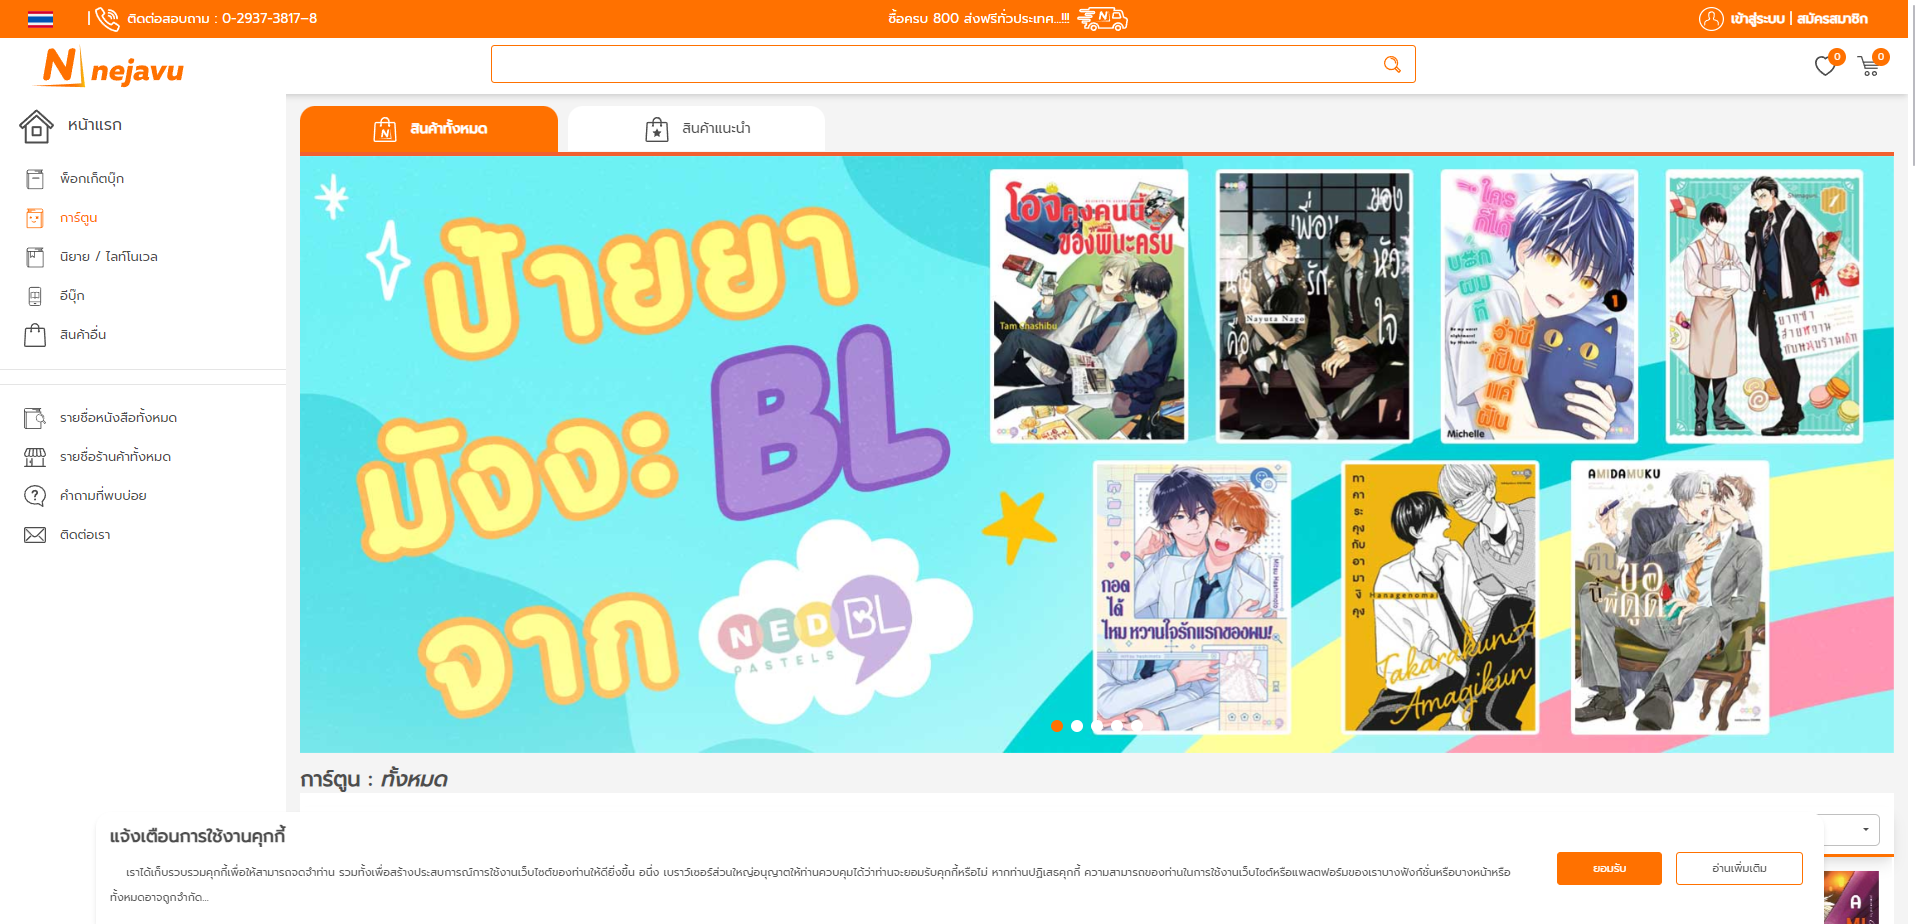 ติดต่อสอบถาม : 0-2937-3817–8
ซื้อครบ 800 ส่งฟรีทั่วประเทศ...!!!
เข้าสู่ระบบ | สมัครสมาชิก
N nejavu
0
0
หน้าแรก
พ็อกเก็ตบุ๊ก
การ์ตูน
นิยาย / ไลท์โนเวล
อีบุ๊ก
สินค้าอื่น
รายชื่อหนังสือทั้งหมด
รายชื่อร้านค้าทั้งหมด
คำถามที่พบบ่อย
ติดต่อเรา
สินค้าทั้งหมด
สินค้าแนะนำ
ป้ายยา
มังงะ BL
จาก
NED BL
PASTELS
โอจิคุงคนนี้
ของพี่นะครับ
Tam Unashibu
นายคือเพื่อนรักของหัวใจ
Nayuta Nago
ใครก็ได้
บอกผมที
ว่านี่เป็นแค่ฝัน
1
Be my worst nightmare by Michelle
Michelle
ยากูซ่าสายหวาน
กับหนุ่มร้านเค้ก
กอดได้
ไหม หวานใจรักแรกของผม!
ทาคาระคุงกับอามางิคุง
Hanagenomai
Takarakun &
Amagikun
AMIDAMUKU
คืนนี้พี่ขอดุ
1
การ์ตูน : ทั้งหมด
แจ้งเตือนการใช้งานคุกกี้
เราได้เก็บรวบรวมคุกกี้เพื่อให้สามารถจดจำท่าน รวมทั้งเพื่อสร้างประสบการณ์การใช้งานเว็บไซต์ของท่านให้ดียิ่งขึ้น อนึ่ง เบราว์เซอร์ส่วนใหญ่อนุญาตให้ท่านควบคุมได้ว่าท่านจะยอมรับคุกกี้หรือไม่ หากท่านปฏิเสธคุกกี้ ความสามารถของท่านในการใช้งานเว็บไซต์หรือแพลตฟอร์มของเราบางฟังก์ชั่นหรือบางหน้าหรือ
ทั้งหมดอาจถูกจำกัด...
ยอมรับ
อ่านเพิ่มเติม
A
MI